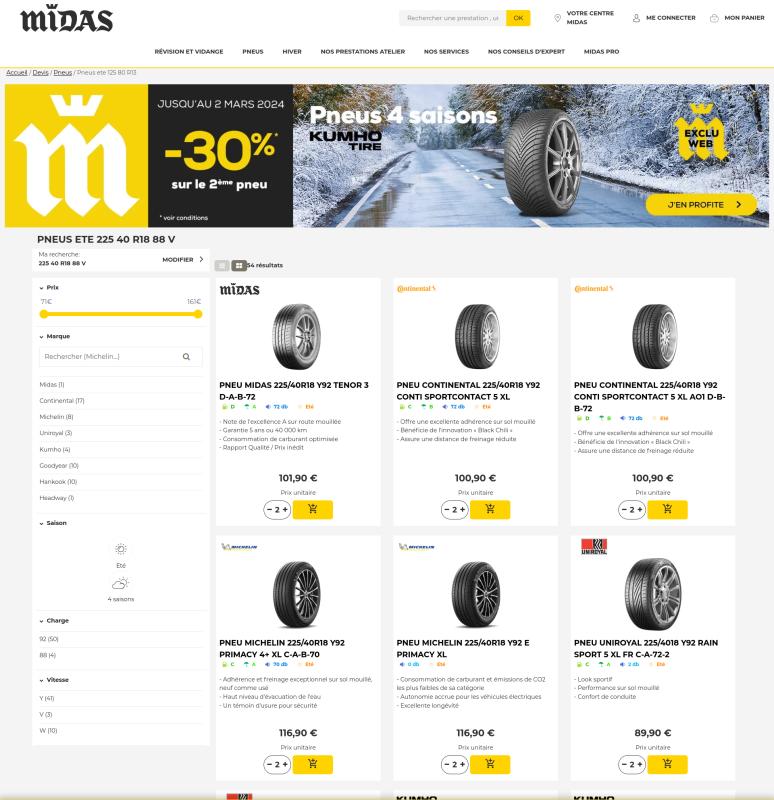 MIDAS
Rechercher une prestation , ui
OK
VOTRE CENTRE
MIDAS
ME CONNECTER
MON PANIER
RÉVISION ET VIDANGE
PNEUS
HIVER
NOS PRESTATIONS ATELIER
NOS SERVICES
NOS CONSEILS D'EXPERT
MIDAS PRO
Accueil / Devis / Pneus / Pneus ete 125 80 R13
m
JUSQU'AU 2 MARS 2024
-30%*
sur le 2ème pneu
* voir conditions
Pneus 4 saisons
KUMHO
TIRE
EXCLU
WEB
J'EN PROFITE
PNEUS ETE 225 40 R18 88 V
Ma recherche:
225 40 R18 88 V
MODIFIER
54 résultats
Prix
71€
161€
Marque
Rechercher (Michelin...)
Midas (1)
Continental (17)
Michelin (8)
Uniroyal (3)
Kumho (4)
Goodyear (10)
Hankook (10)
Headway (1)
Saison
Eté
4 saisons
Charge
92 (50)
88 (4)
Vitesse
Y (41)
V (3)
W (10)
MIDAS
PNEU MIDAS 225/40R18 Y92 TENOR 3
D-A-B-72
D A 72 db Eté
- Note de l'excellence A sur route mouillée
- Garantie 5 ans ou 40 000 km
- Consommation de carburant optimisée
- Rapport Qualité / Prix inédit
101,90 €
Prix unitaire
- 2 +
Continental
PNEU CONTINENTAL 225/40R18 Y92
CONTI SPORTCONTACT 5 XL
C B 72 db Eté
- Offre une excellente adhérence sur sol mouillé
- Bénéficie de l'innovation « Black Chili »
- Assure une distance de freinage réduite
100,90 €
Prix unitaire
- 2 +
Continental
PNEU CONTINENTAL 225/40R18 Y92
CONTI SPORTCONTACT 5 XL AO1 D-B-
B-72
D B 72 db Eté
- Offre une excellente adhérence sur sol mouillé
- Bénéficie de l'innovation « Black Chili »
- Assure une distance de freinage réduite
100,90 €
Prix unitaire
- 2 +
MICHELIN
PNEU MICHELIN 225/40R18 Y92
PRIMACY 4+ XL C-A-B-70
C A 70 db Eté
- Adhérence et freinage exceptionnel sur sol mouillé,
neuf comme usé
- Haut niveau d'évacuation de l'eau
- Un témoin d'usure pour sécurité
116,90 €
Prix unitaire
- 2 +
MICHELIN
PNEU MICHELIN 225/40R18 Y92 E
PRIMACY XL
0 db Eté
- Consommation de carburant et émissions de CO2
les plus faibles de sa catégorie
- Autonomie accrue pour les véhicules électriques
- Excellente longévité
116,90 €
Prix unitaire
- 2 +
UNIROYAL
PNEU UNIROYAL 225/4018 Y92 RAIN
SPORT 5 XL FR C-A-72-2
C A 2 db Eté
- Look sportif
- Performance sur sol mouillé
- Confort de conduite
89,90 €
Prix unitaire
- 2 +
KUMHO
KUMHO